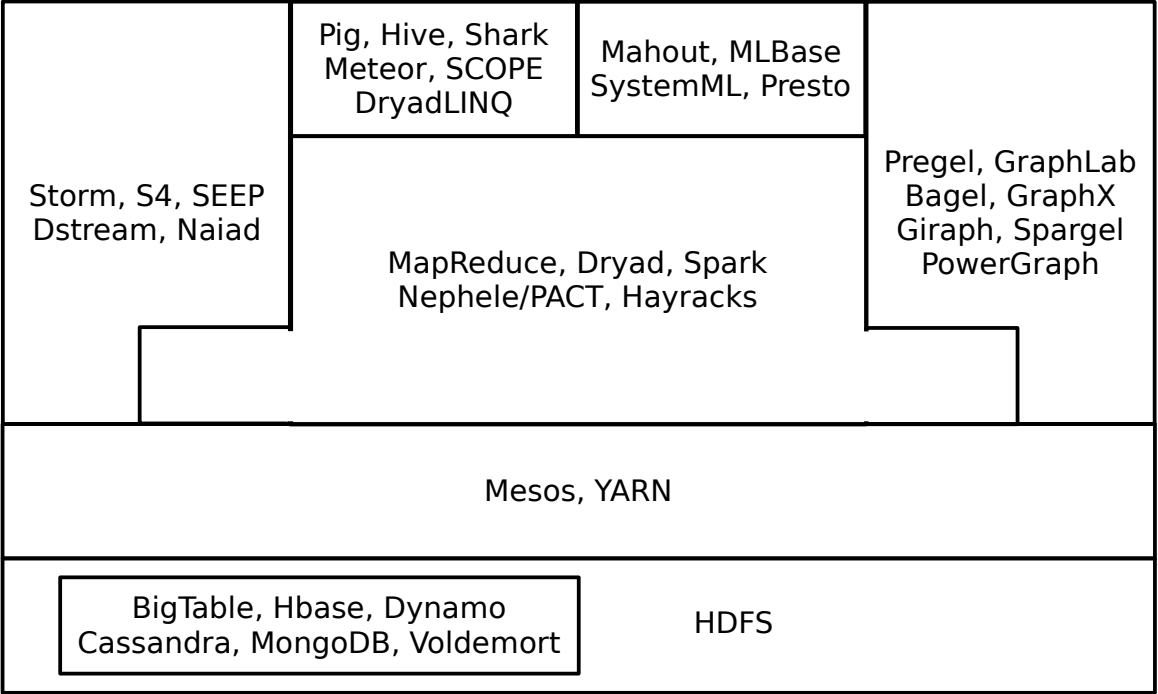 Pig, Hive, Shark
Meteor, SCOPE
DryadLINQ
Mahout, MLBase
SystemML, Presto
Storm, S4, SEEP
Dstream, Naiad
MapReduce, Dryad, Spark
Nephele/PACT, Hayracks
Pregel, GraphLab
Bagel, GraphX
Giraph, Spargel
PowerGraph
Mesos, YARN
BigTable, Hbase, Dynamo
Cassandra, MongoDB, Voldemort
HDFS